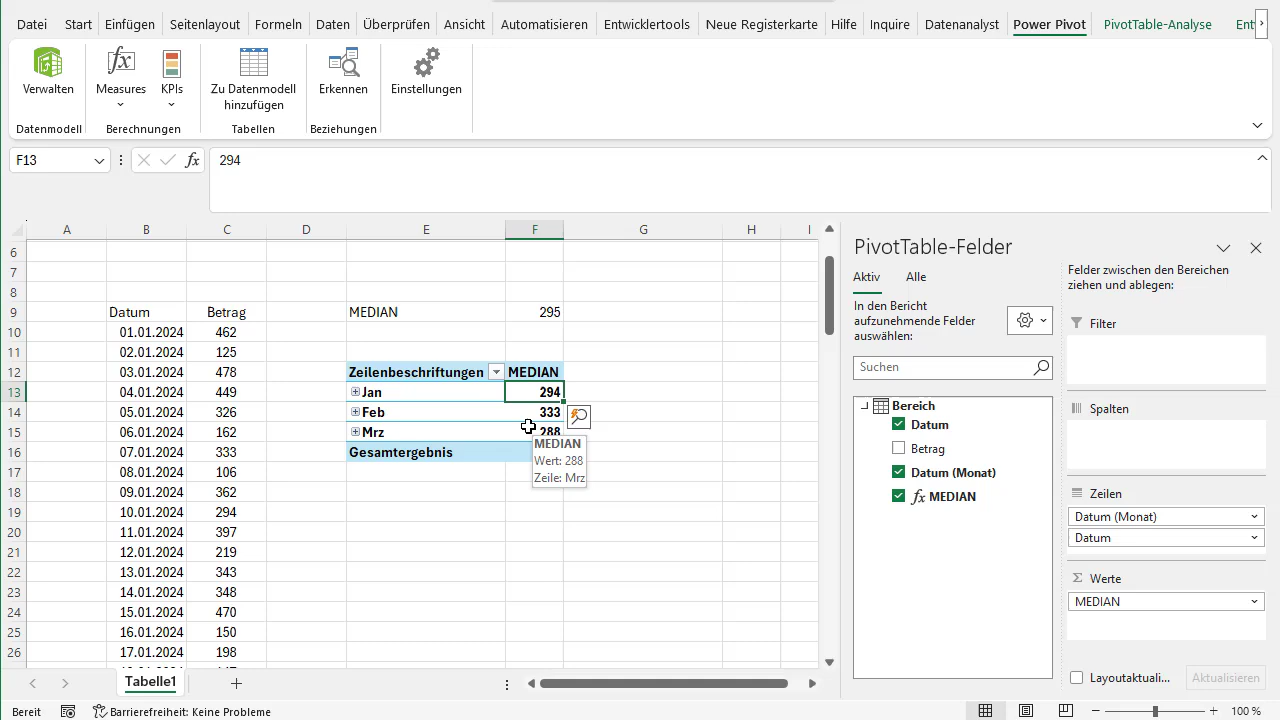 Datei Start Einfügen Seitenlayout Formeln Daten Überprüfen Ansicht Automatisieren Entwicklertools Neue Registerkarte Hilfe Inquire Datenanalyst Power Pivot PivotTable-Analyse Ent
Verwalten Measures KPIs Zu Datenmodell hinzufügen Erkennen Einstellungen
Datenmodell Berechnungen Tabellen Beziehungen
F13 fx 294
A B C D E F G H I
6
7
8
9 Datum Betrag MEDIAN 295
10 01.01.2024 462
11 02.01.2024 125
12 03.01.2024 478 Zeilenbeschriftungen MEDIAN
13 04.01.2024 449 Jan 294
14 05.01.2024 326 Feb 333
15 06.01.2024 162 Mrz 288
16 07.01.2024 333 Gesamtergebnis
17 08.01.2024 106
18 09.01.2024 362
19 10.01.2024 294
20 11.01.2024 397
21 12.01.2024 219
22 13.01.2024 343
23 14.01.2024 348
24 15.01.2024 470
25 16.01.2024 150
26 17.01.2024 198
MEDIAN
Wert: 288
Zeile: Mrz
Tabelle1
Bereit Barrierefreiheit: Keine Probleme 100 %
PivotTable-Felder
Aktiv Alle
In den Bericht
aufzunehmende Felder
auswählen:
Suchen
Bereich
Datum
Betrag
Datum (Monat)
fx MEDIAN
Felder zwischen den Bereichen
ziehen und ablegen:
Filter
Spalten
Zeilen
Datum (Monat)
Datum
Σ Werte
MEDIAN
Layoutaktuali... Aktualisieren